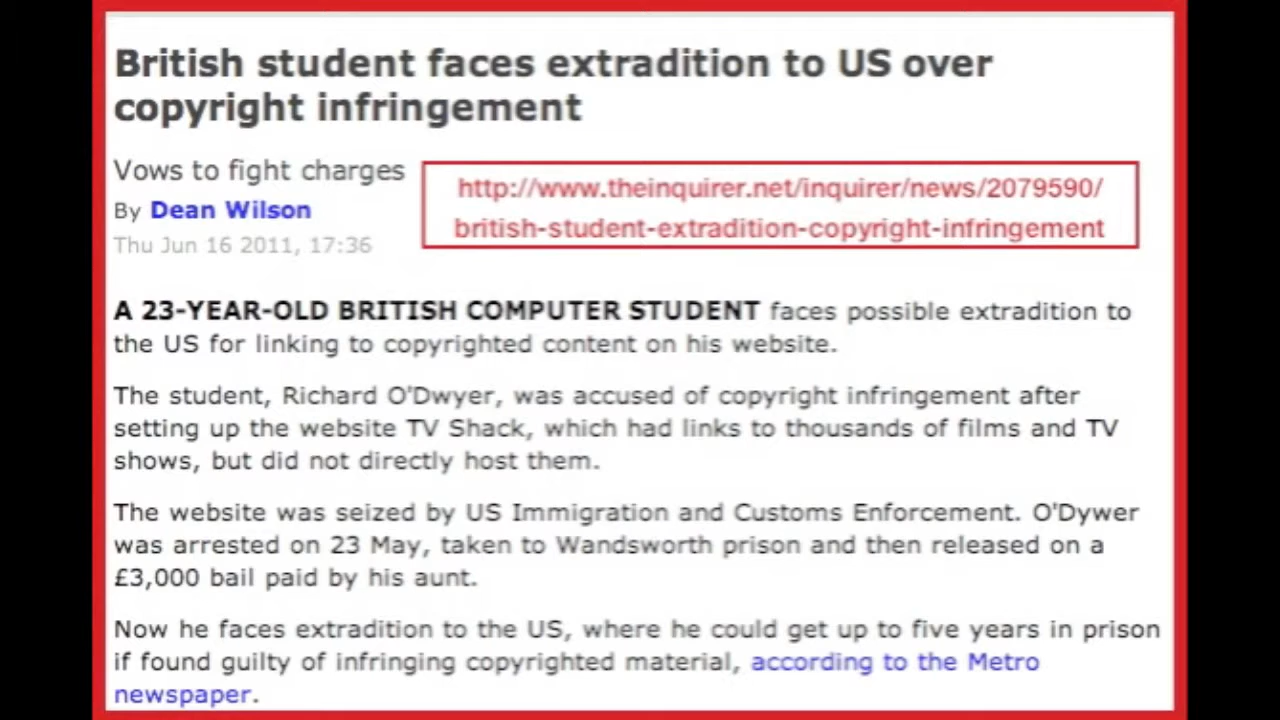 British student faces extradition to US over
copyright infringement
Vows to fight charges
By Dean Wilson
Thu Jun 16 2011, 17:36
http://www.theinquirer.net/inquirer/news/2079590/
british-student-extradition-copyright-infringement
A 23-YEAR-OLD BRITISH COMPUTER STUDENT faces possible extradition to
the US for linking to copyrighted content on his website.
The student, Richard O'Dwyer, was accused of copyright infringement after
setting up the website TV Shack, which had links to thousands of films and TV
shows, but did not directly host them.
The website was seized by US Immigration and Customs Enforcement. O'Dywer
was arrested on 23 May, taken to Wandsworth prison and then released on a
£3,000 bail paid by his aunt.
Now he faces extradition to the US, where he could get up to five years in prison
if found guilty of infringing copyrighted material, according to the Metro
newspaper.